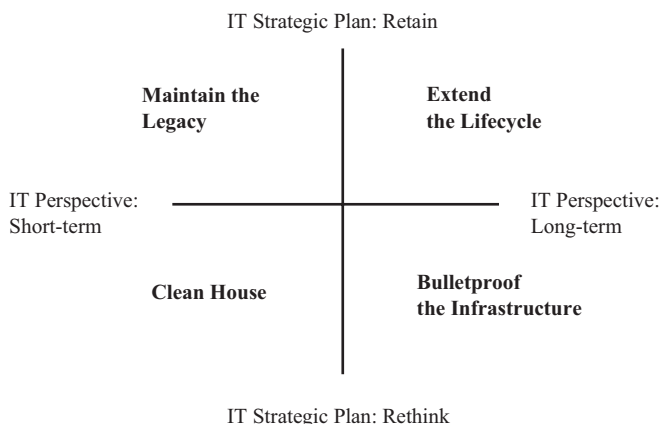 IT Strategic Plan: Retain
Maintain the
Legacy
Extend
the Lifecycle
IT Perspective:
Short-term
IT Perspective:
Long-term
Clean House
Bulletproof
the Infrastructure
IT Strategic Plan: Rethink